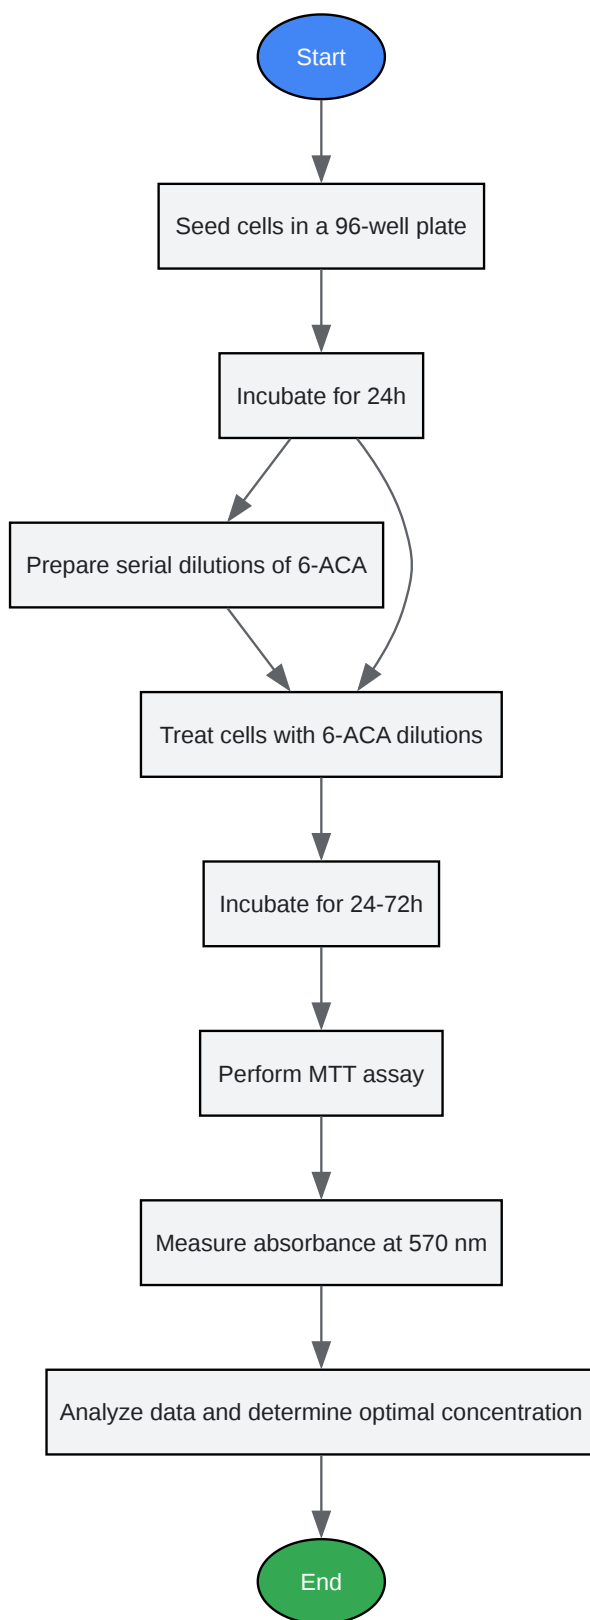 Start
Seed cells in a 96-well plate
Incubate for 24h
Prepare serial dilutions of 6-ACA
Treat cells with 6-ACA dilutions
Incubate for 24-72h
Perform MTT assay
Measure absorbance at 570 nm
Analyze data and determine optimal concentration
End